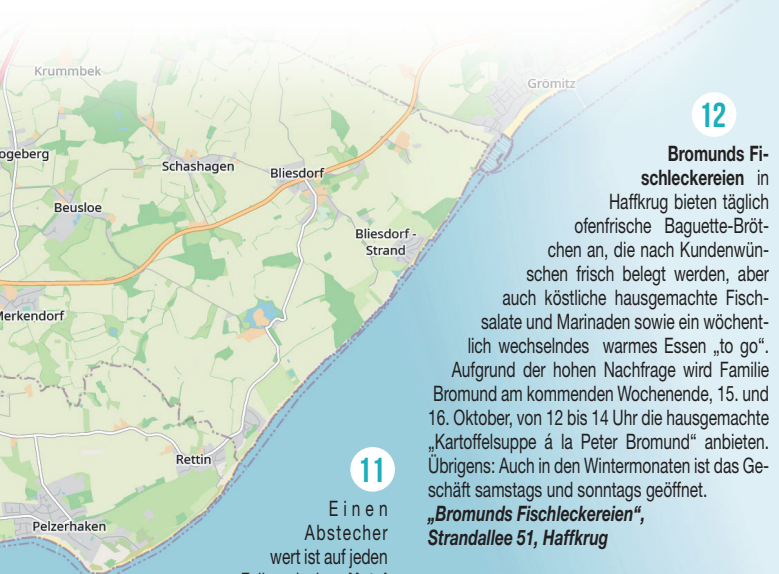 Krummbek
Grömitz
ogeberg
Schashagen
Bliesdorf
Beusloe
Bliesdorf -
Strand
Merkendorf
Rettin
Pelzerhaken
12
Bromunds Fi-
schleckereien in
Haffkrug bieten täglich
ofenfrische Baguette-Bröt-
chen an, die nach Kundenwün-
schen frisch belegt werden, aber
auch köstliche hausgemachte Fisch-
salate und Marinaden sowie ein wöchent-
lich wechselndes warmes Essen „to go“.
Aufgrund der hohen Nachfrage wird Familie
Bromund am kommenden Wochenende, 15. und
16. Oktober, von 12 bis 14 Uhr die hausgemachte
„Kartoffelsuppe á la Peter Bromund“ anbieten.
Übrigens: Auch in den Wintermonaten ist das Ge-
schäft samstags und sonntags geöffnet.
„Bromunds Fischleckereien“,
Strandallee 51, Haffkrug
11
Einen
Abstecher
wert ist auf jeden